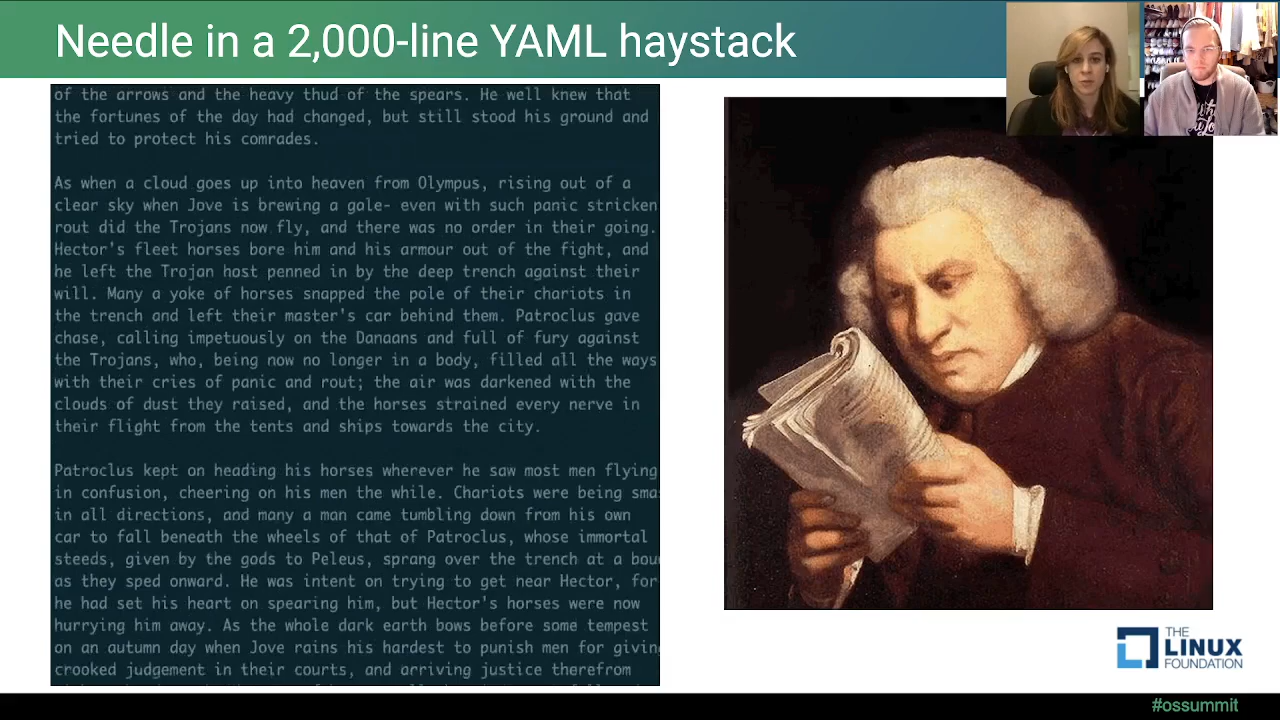 Needle in a 2,000-line YAML haystack
of the arrows and the heavy thud of the spears. He well knew that
the fortunes of the day had changed, but still stood his ground and
tried to protect his comrades.
As when a cloud goes up into heaven from Olympus, rising out of a
clear sky when Jove is brewing a gale- even with such panic stricken
rout did the Trojans now fly, and there was no order in their going.
Hector's fleet horses bore him and his armour out of the fight, and
he left the Trojan host penned in by the deep trench against their
will. Many a yoke of horses snapped the pole of their chariots in
the trench and left their master's car behind them. Patroclus gave
chase, calling impetuously on the Danaans and full of fury against
the Trojans, who, being now no longer in a body, filled all the ways
with their cries of panic and rout; the air was darkened with the
clouds of dust they raised, and the horses strained every nerve in
their flight from the tents and ships towards the city.
Patroclus kept on heading his horses wherever he saw most men flying
in confusion, cheering on his men the while. Chariots were being sma
in all directions, and many a man came tumbling down from his own
car to fall beneath the wheels of that of Patroclus, whose immortal
steeds, given by the gods to Peleus, sprang over the trench at a bou
as they sped onward. He was intent on trying to get near Hector, for
he had set his heart on spearing him, but Hector's horses were now
hurrying him away. As the whole dark earth bows before some tempest
on an autumn day when Jove rains his hardest to punish men for giving
crooked judgement in their courts, and arriving justice therefrom
THE
LINUX
FOUNDATION
#ossummit